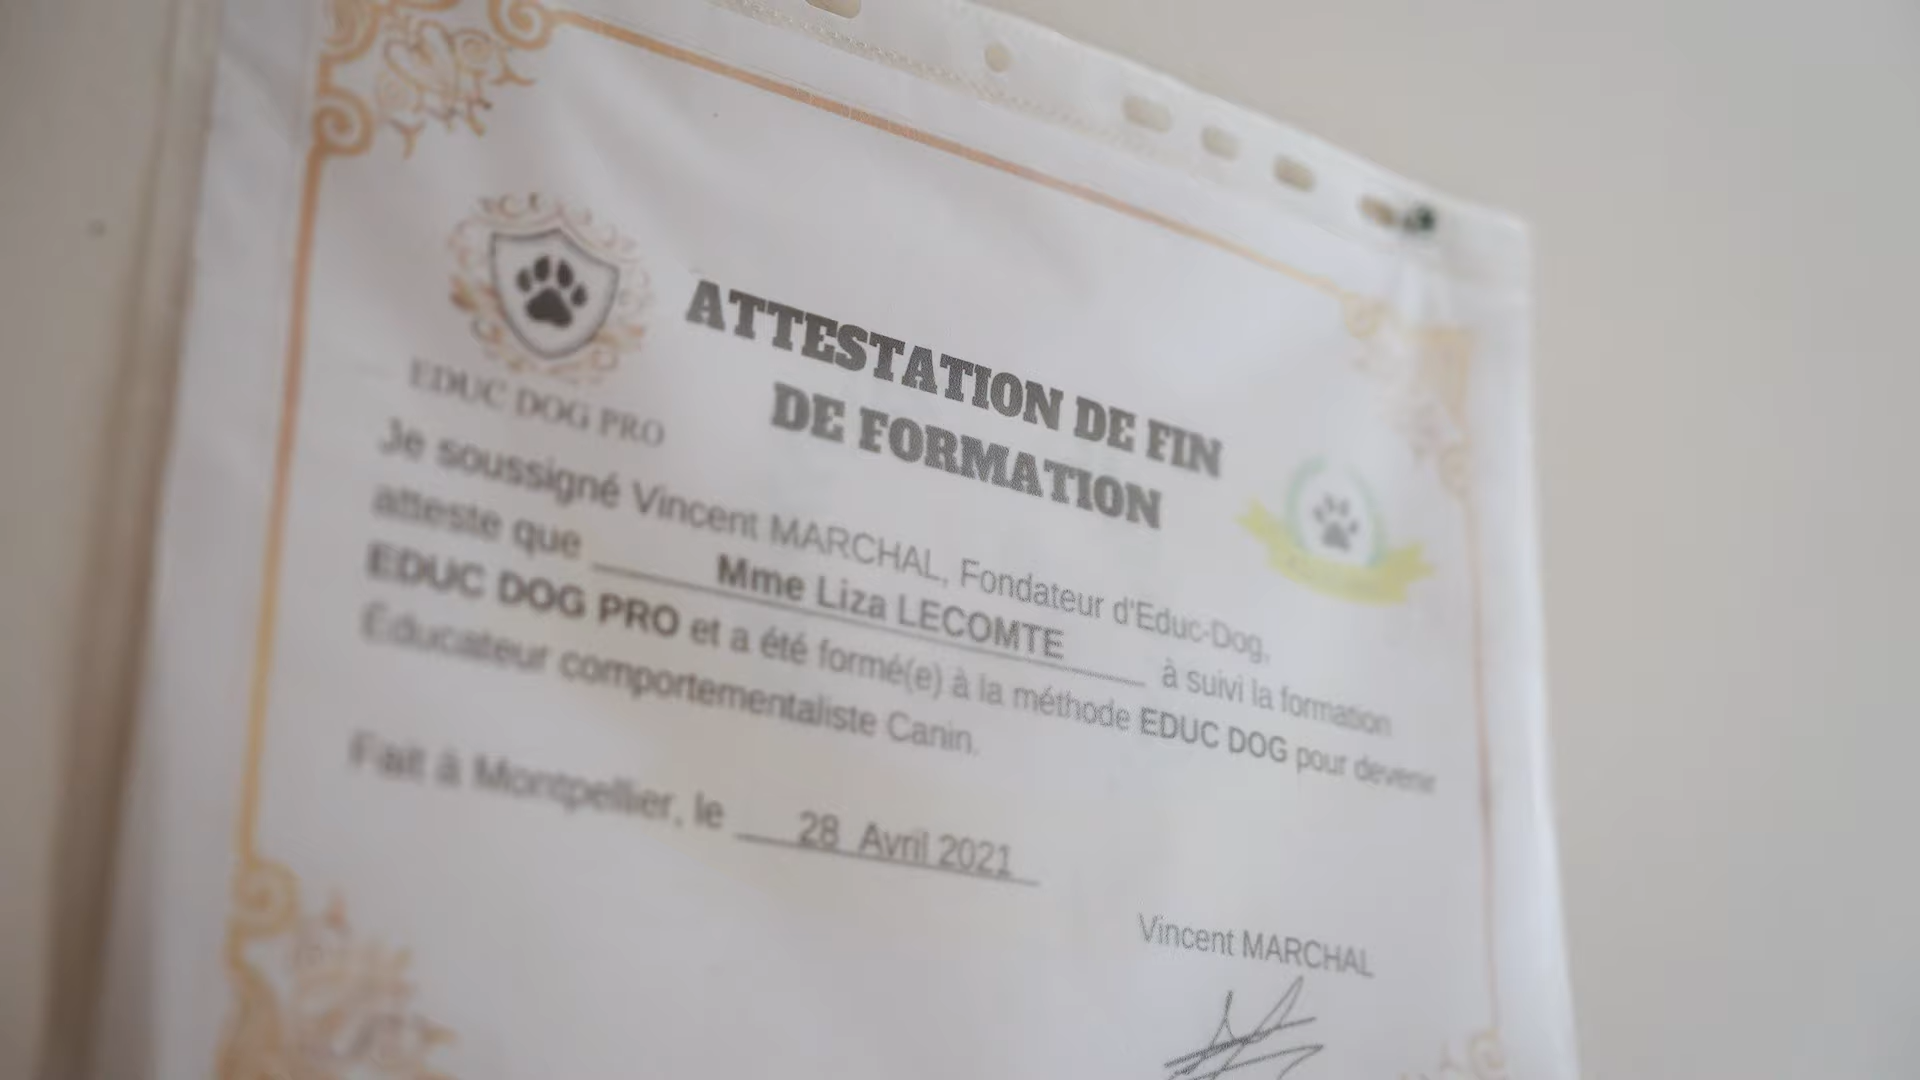 ATTESTATION DE FIN
DE FORMATION
EDUC DOG PRO
Je soussigné Vincent MARCHAL, Fondateur d'Educ-Dog,
atteste que Mme Liza LECOMTE à suivi la formation
EDUC DOG PRO et a été formé(e) à la méthode EDUC DOG pour devenir
Éducateur comportementaliste Canin.
Fait à Montpellier, le 28 Avril 2021
Vincent MARCHAL